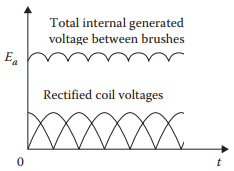 Total internal generated
voltage between brushes
Eₐ
Rectified coil voltages
0
t